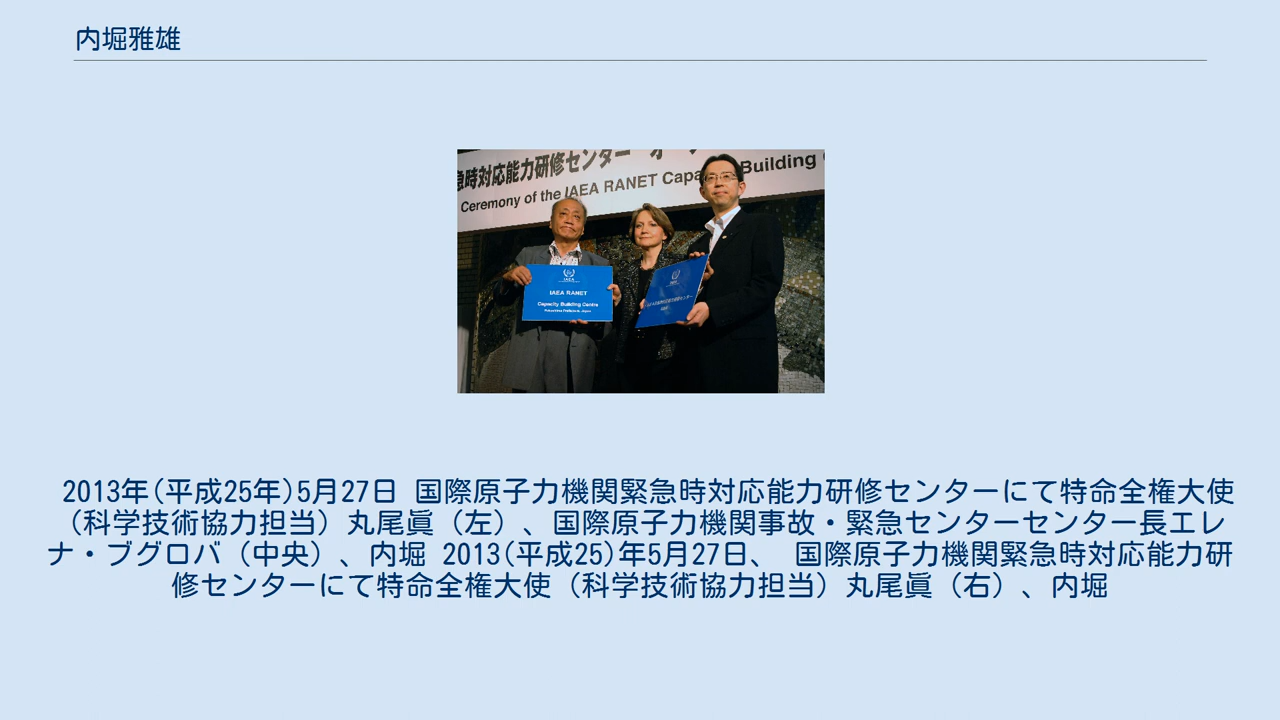 内堀雅雄
急時対応能力研修センター オー
Ceremony of the IAEA RANET Capa Building
IAEA
IAEA RANET
Capacity Building Centre
Fukushima Prefecture, Japan
2013年(平成25年)5月27日 国際原子力機関緊急時対応能力研修センターにて特命全権大使
（科学技術協力担当）丸尾眞（左）、国際原子力機関事故・緊急センターセンター長エレ
ナ・ブグロバ（中央）、内堀 2013(平成25)年5月27日、 国際原子力機関緊急時対応能力研
修センターにて特命全権大使（科学技術協力担当）丸尾眞（右）、内堀